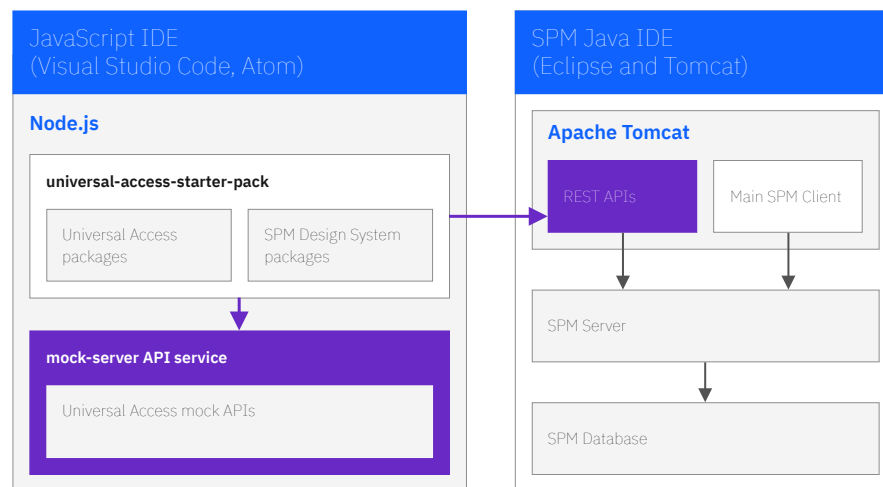 JavaScript IDE
(Visual Studio Code, Atom)
Node.js
universal-access-starter-pack
Universal Access
packages
SPM Design System
packages
mock-server API service
Universal Access mock APIs
SPM Java IDE
(Eclipse and Tomcat)
Apache Tomcat
REST APIs
Main SPM Client
SPM Server
SPM Database